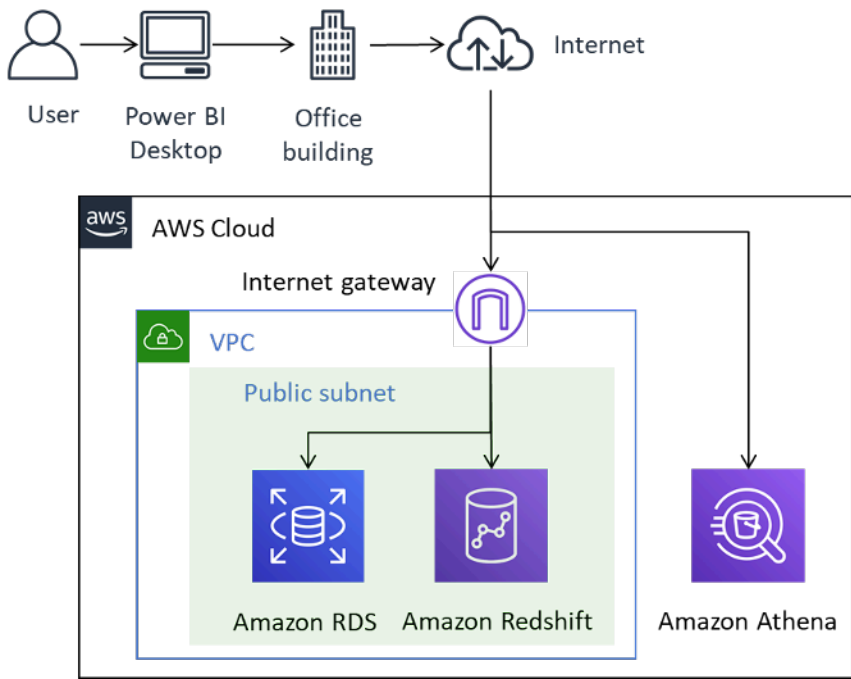 Internet
User
Power BI
Desktop
Office
building
aws
AWS Cloud
Internet gateway
VPC
Public subnet
Amazon RDS
Amazon Redshift
Amazon Athena